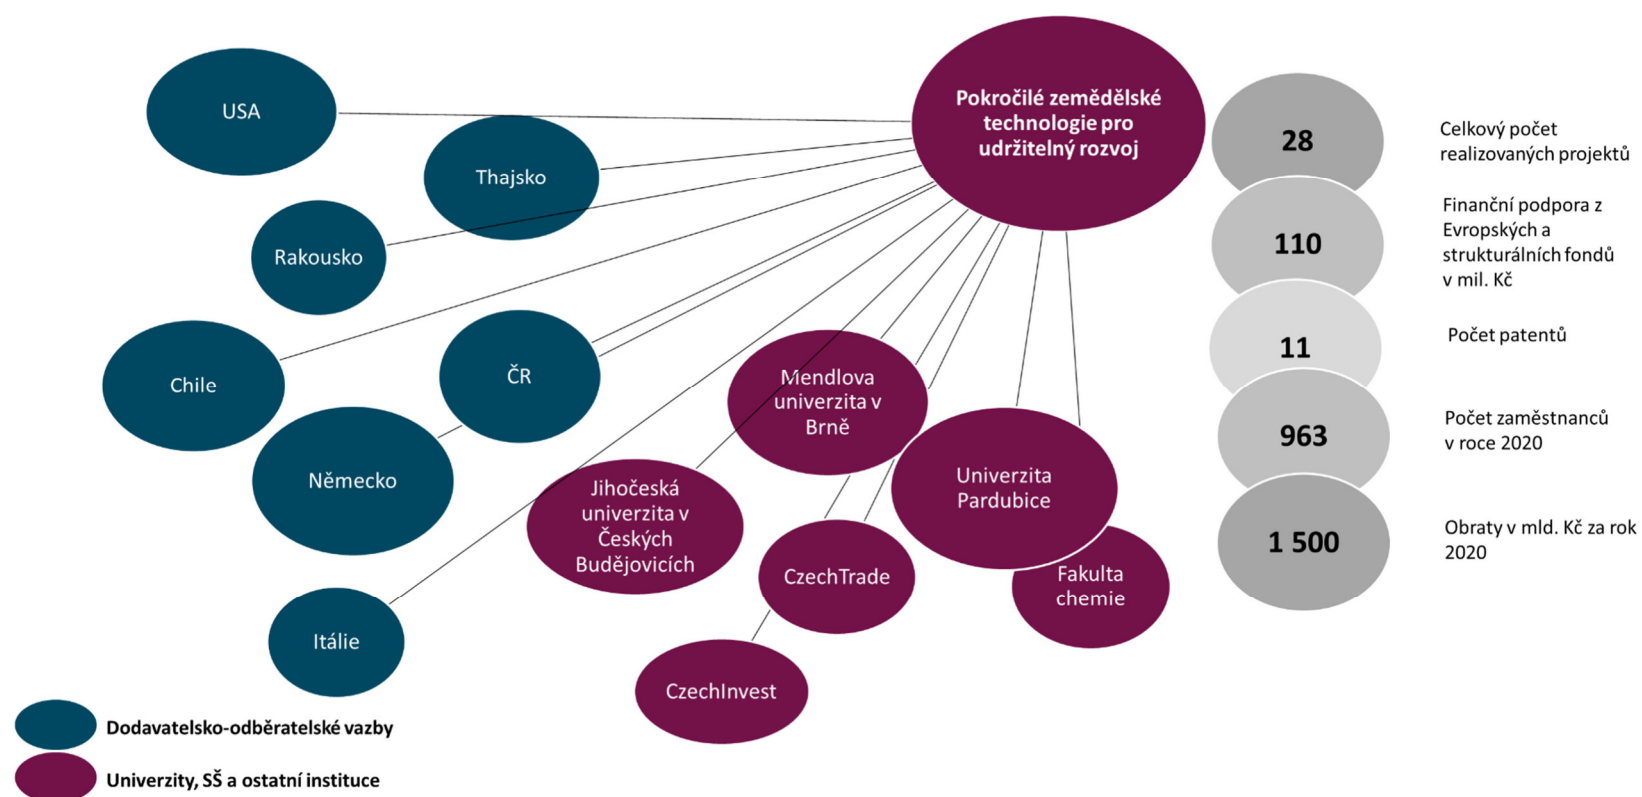 USA
Thajsko
Rakousko
Chile
ČR
Německo
Itálie
Pokročilé zemědělské
technologie pro
udržitelný rozvoj
Mendlova
univerzita v
Brně
Jihočeská
univerzita v
Českých
Budějovicích
Univerzita
Pardubice
CzechTrade
Fakulta
chemie
CzechInvest
28
Celkový počet
realizovaných projektů
110
Finanční podpora z
Evropských a
strukturálních fondů
v mil. Kč
11
Počet patentů
963
Počet zaměstnanců
v roce 2020
1 500
Obraty v mld. Kč za rok
2020
Dodavatelsko-odběratelské vazby
Univerzity, SŠ a ostatní instituce